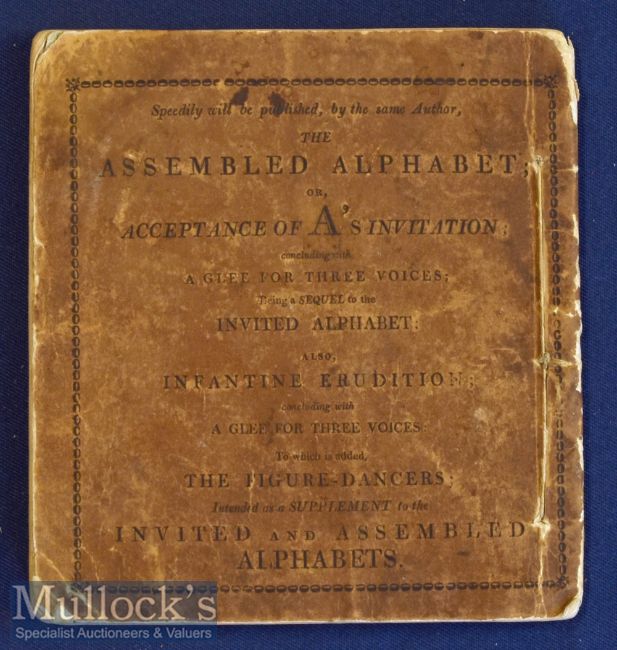 Speedily will be published, by the same Author,
THE
ASSEMBLED ALPHABET;
OR,
ACCEPTANCE OF A'S INVITATION;
concluding with
A GLEE FOR THREE VOICES;
Being a SEQUEL to the
INVITED ALPHABET;
ALSO,
INFANTINE ERUDITION;
concluding with
A GLEE FOR THREE VOICES:
To which is added,
THE FIGURE-DANCERS;
Intended as a SUPPLEMENT to the
INVITED AND ASSEMBLED
ALPHABETS.
Mullock's
Specialist Auctioneers & Valuers